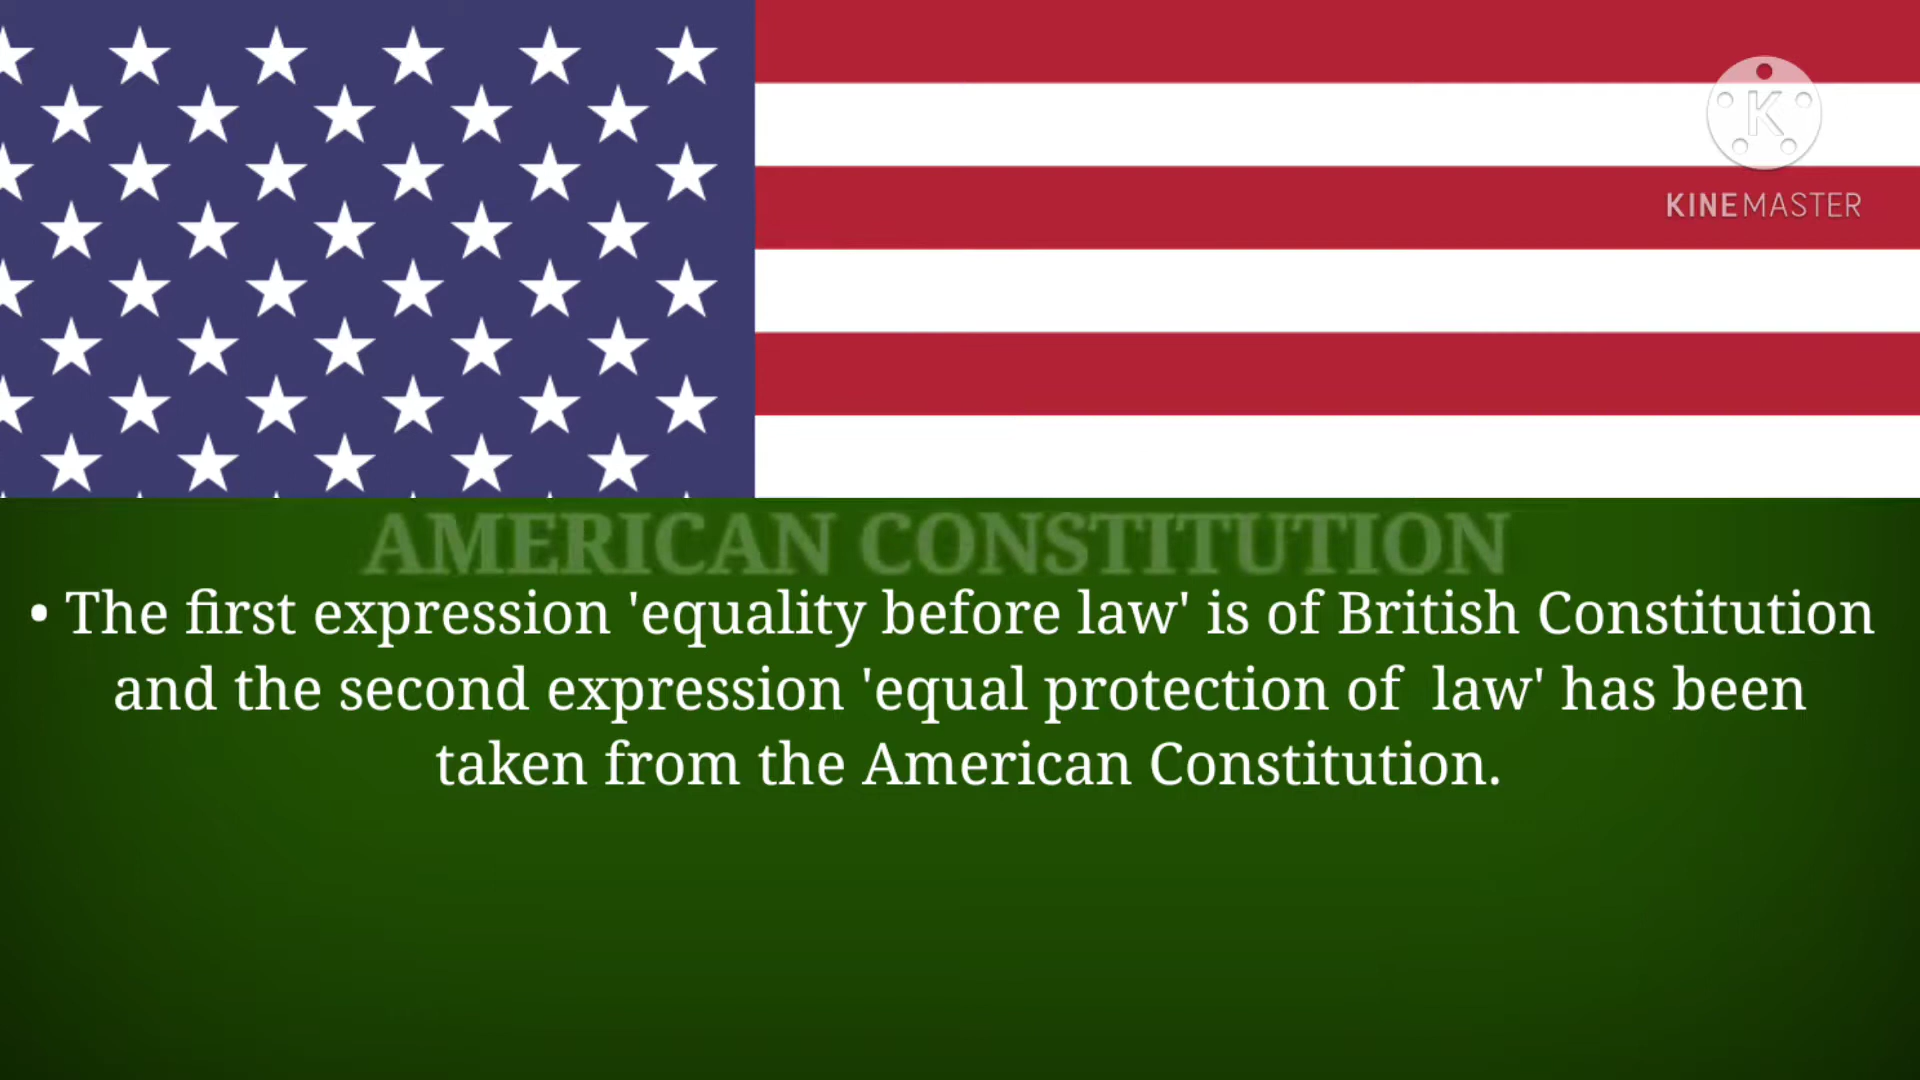 K
KINEMASTER
AMERICAN CONSTITUTION
• The first expression 'equality before law' is of British Constitution
and the second expression 'equal protection of  law' has been
taken from the American Constitution.